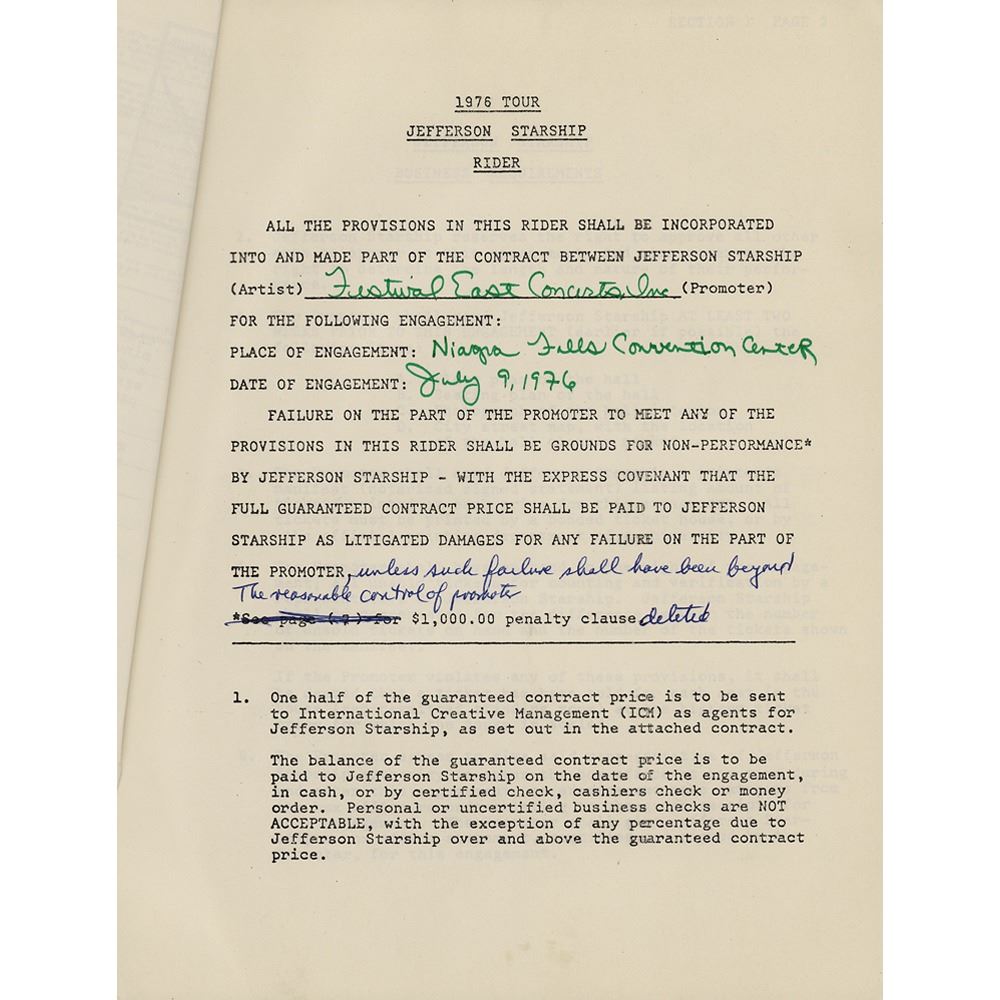 1976 TOUR
JEFFERSON STARSHIP
RIDER
ALL THE PROVISIONS IN THIS RIDER SHALL BE INCORPORATED
INTO AND MADE PART OF THE CONTRACT BETWEEN JEFFERSON STARSHIP
(Artist) Festival East Concerts, Inc (Promoter)
FOR THE FOLLOWING ENGAGEMENT:
PLACE OF ENGAGEMENT: Niagra Falls Convention Center
DATE OF ENGAGEMENT: July 9, 1976
FAILURE ON THE PART OF THE PROMOTER TO MEET ANY OF THE
PROVISIONS IN THIS RIDER SHALL BE GROUNDS FOR NON-PERFORMANCE*
BY JEFFERSON STARSHIP - WITH THE EXPRESS COVENANT THAT THE
FULL GUARANTEED CONTRACT PRICE SHALL BE PAID TO JEFFERSON
STARSHIP AS LITIGATED DAMAGES FOR ANY FAILURE ON THE PART OF
THE PROMOTER, unless such failure shall have been beyond
The reasonable control of promoter
*See page (7) for $1,000.00 penalty clause deleted
1. One half of the guaranteed contract price is to be sent
to International Creative Management (ICM) as agents for
Jefferson Starship, as set out in the attached contract.
The balance of the guaranteed contract price is to be
paid to Jefferson Starship on the date of the engagement,
in cash, or by certified check, cashiers check or money
order. Personal or uncertified business checks are NOT
ACCEPTABLE, with the exception of any percentage due to
Jefferson Starship over and above the guaranteed contract
price.